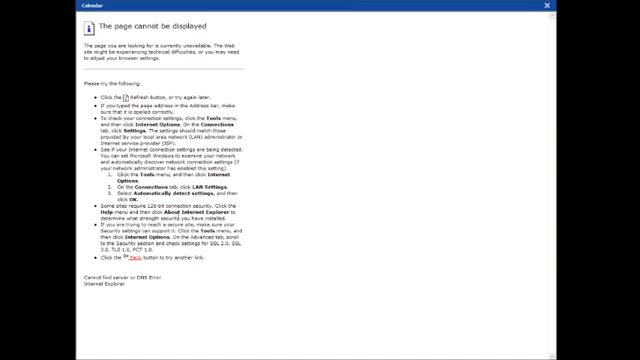 Calendar
The page cannot be displayed
The page you are looking for is currently unavailable. The Web
site might be experiencing technical difficulties, or you may need
to adjust your browser settings.
Please try the following:
Click the Refresh button, or try again later.
If you typed the page address in the Address bar, make
sure that it is spelled correctly.
To check your connection settings, click the Tools menu,
and then click Internet Options. On the Connections
tab, click Settings. The settings should match those
provided by your local area network (LAN) administrator or
Internet service provider (ISP).
See if your Internet connection settings are being detected.
You can set Microsoft Windows to examine your network
and automatically discover network connection settings (if
your network administrator has enabled this setting).
1. Click the Tools menu, and then click Internet
Options.
2. On the Connections tab, click LAN Settings.
3. Select Automatically detect settings, and then
click OK.
Some sites require 128-bit connection security. Click the
Help menu and then click About Internet Explorer to
determine what strength security you have installed.
If you are trying to reach a secure site, make sure your
Security settings can support it. Click the Tools menu, and
then click Internet Options. On the Advanced tab, scroll
to the Security section and check settings for SSL 2.0, SSL
3.0, TLS 1.0, PCT 1.0.
Click the Back button to try another link.
Cannot find server or DNS Error
Internet Explorer